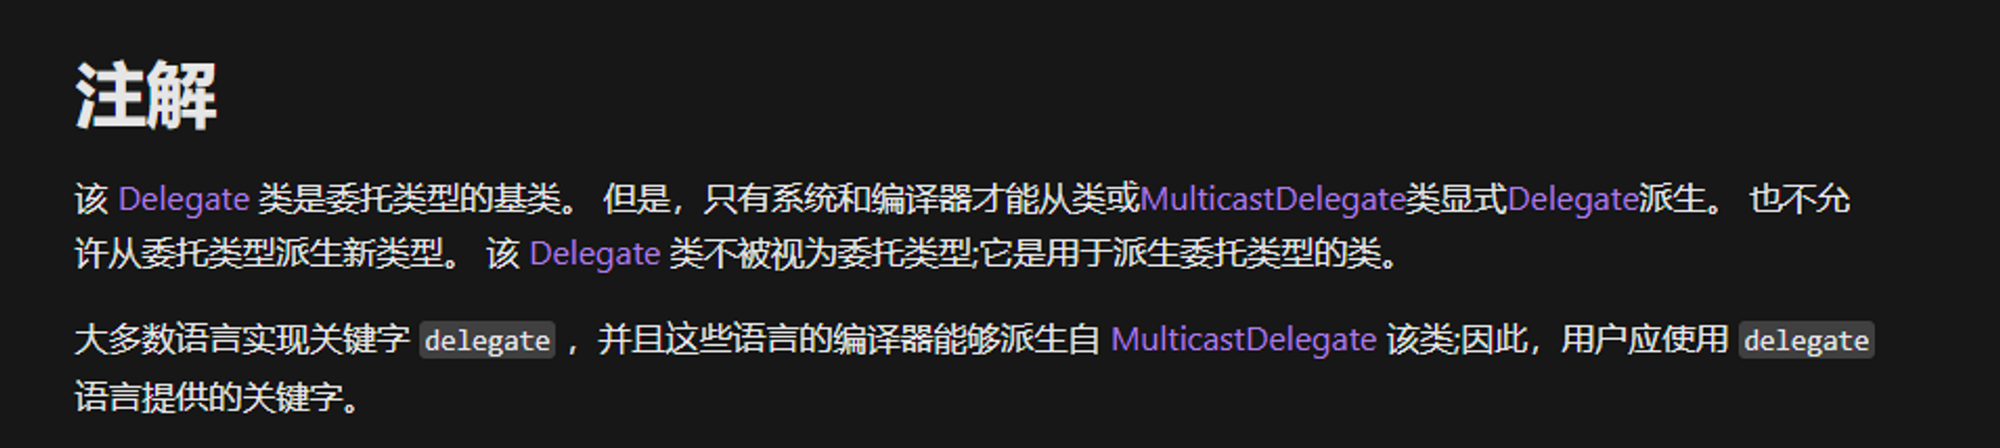 注解
该 Delegate 类是委托类型的基类。 但是，只有系统和编译器才能从类或MulticastDelegate类显式Delegate派生。 也不允
许从委托类型派生新类型。 该 Delegate 类不被视为委托类型;它是用于派生委托类型的类。
大多数语言实现关键字 delegate ，并且这些语言的编译器能够派生自 MulticastDelegate 该类;因此，用户应使用 delegate
语言提供的关键字。